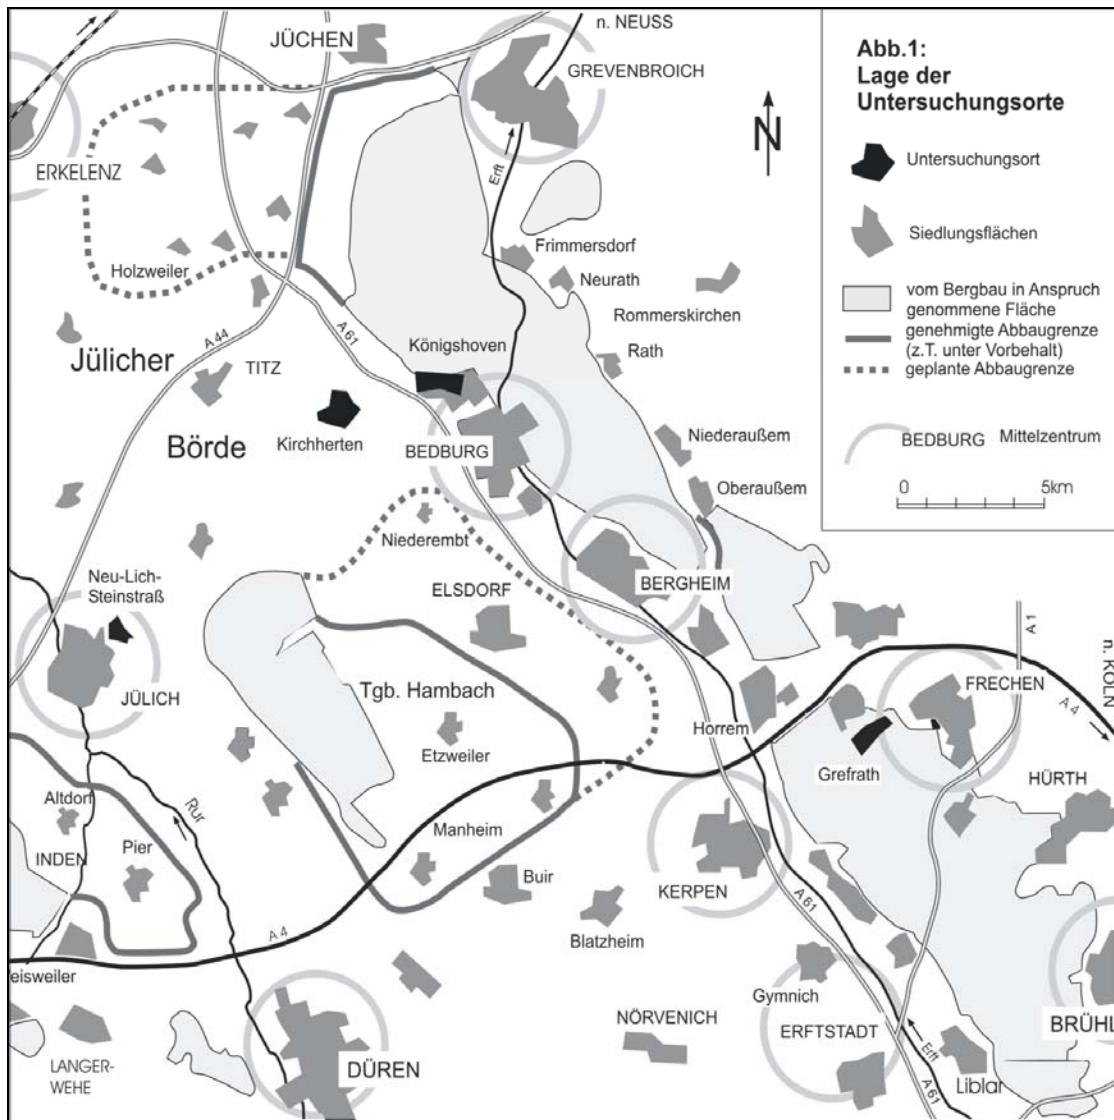 n. NEUSS
JÜCHEN
GREVENBROICH
ERKELENZ
Erft
Frimmersdorf
Neurath
Holzweiler
Rommerskirchen
A 44
A 61
Königshoven
Rath
Jülicher
TITZ
Kirchherten
Börde
BEDBURG
Niederaußem
Oberaußem
Niederembt
Neu-Lich-
Steinstraß
ELSDORF
BERGHEIM
A 1
n. KÖLN
JÜLICH
Tgb. Hambach
FRECHEN
A 4
Horrem
Etzweiler
Grefrath
HÜRTH
Altdorf
Rur
Manheim
INDEN
Pier
Buir
KERPEN
A 61
Blatzheim
A 4
eisweiler
Gymnich
NÖRVENICH
ERFTSTADT
BRÜHL
Erft
LANGER-
WEHE
DÜREN
Liblar
A 61
Abb.1:
Lage der
Untersuchungsorte
N
Untersuchungsort
Siedlungsflächen
vom Bergbau in Anspruch
genommene Fläche
genehmigte Abbaugrenze
(z.T. unter Vorbehalt)
geplante Abbaugrenze
BEDBURG Mittelzentrum
0 5km